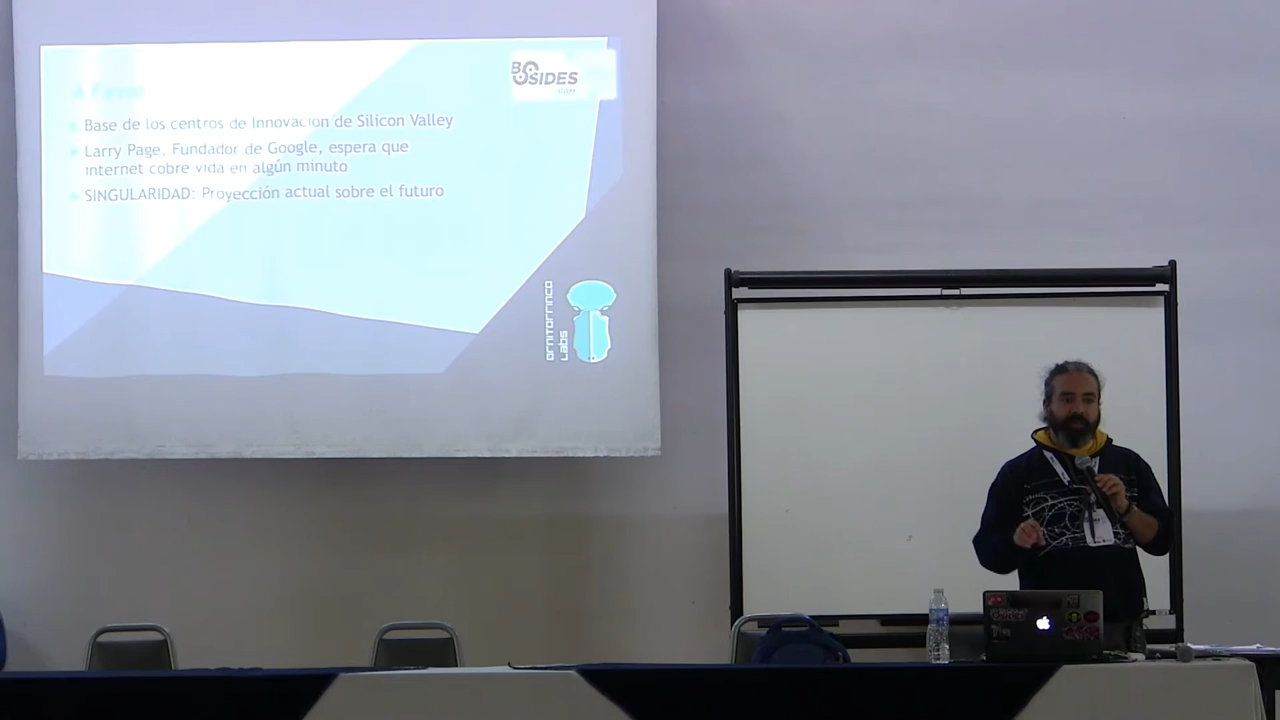 BSIDES
Base de los centros de Innovación de Silicon Valley
Larry Page, Fundador de Google, espera que
internet cobre vida en algún minuto
SINGULARIDAD: Proyección actual sobre el futuro
ORNITORRINCO
Labs